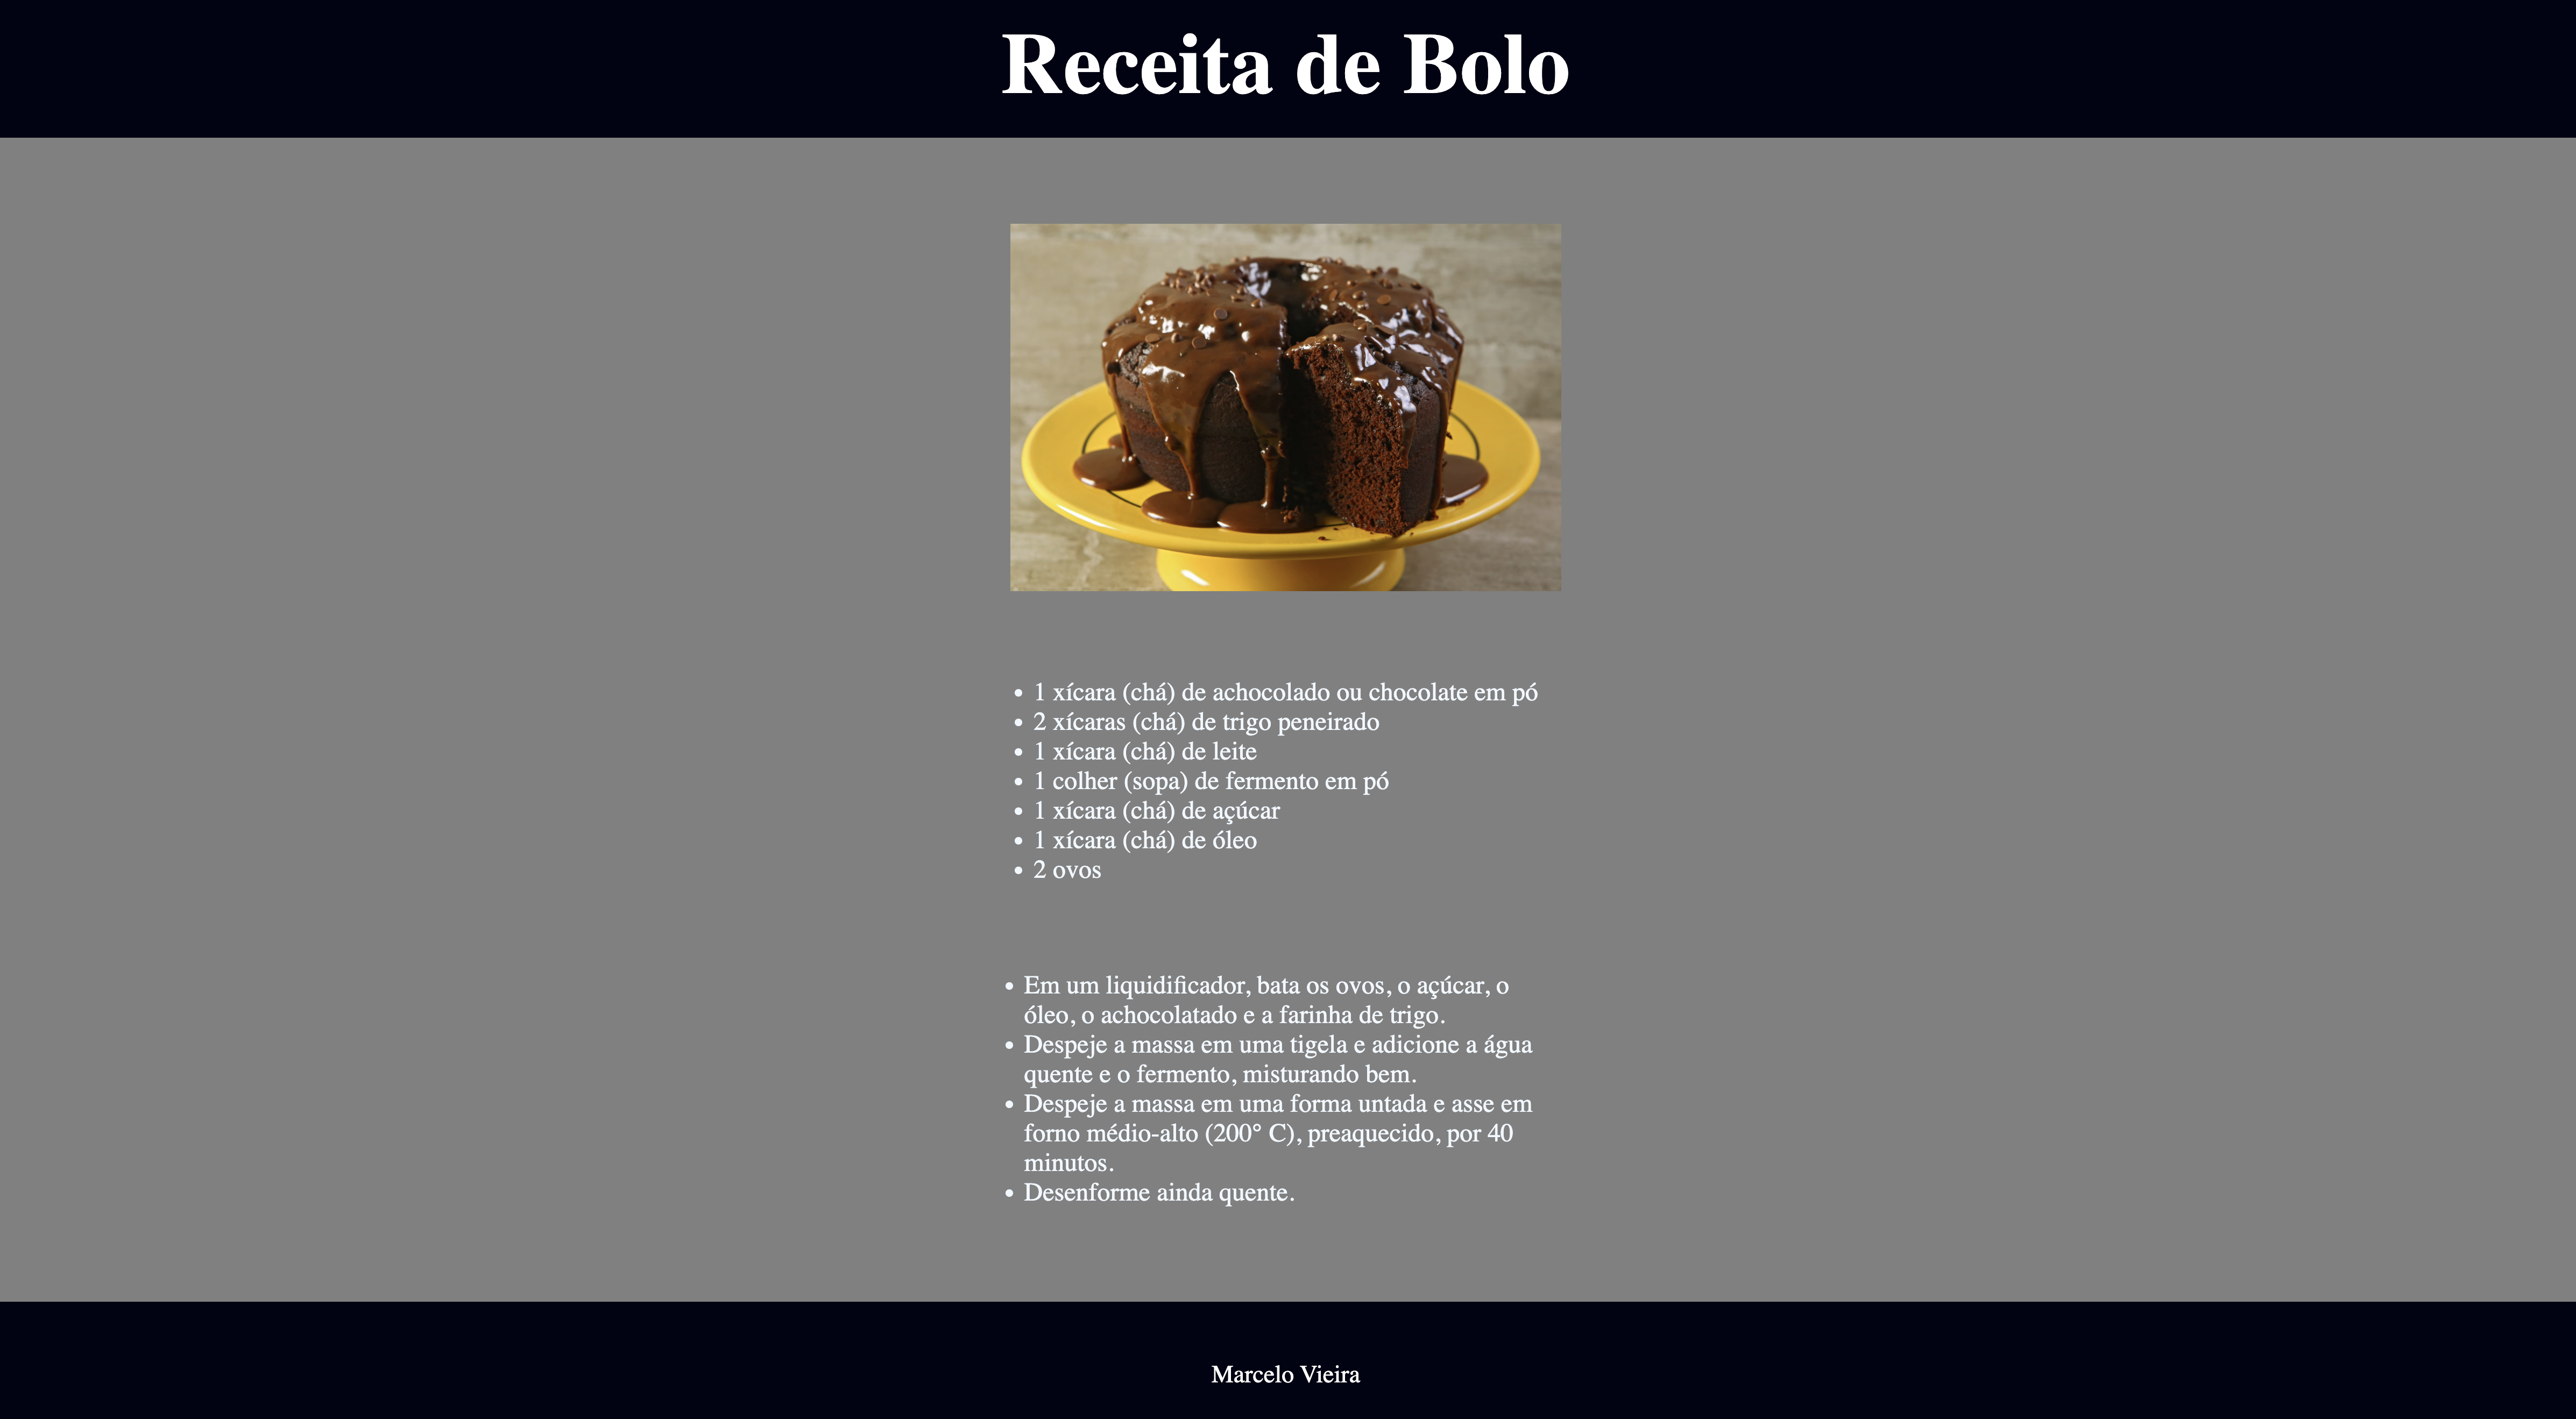 Receita de Bolo
• 1 xícara (chá) de achocolado ou chocolate em pó
• 2 xícaras (chá) de trigo peneirado
• 1 xícara (chá) de leite
• 1 colher (sopa) de fermento em pó
• 1 xícara (chá) de açúcar
• 1 xícara (chá) de óleo
• 2 ovos
• Em um liquidificador, bata os ovos, o açúcar, o
óleo, o achocolatado e a farinha de trigo.
• Despeje a massa em uma tigela e adicione a água
quente e o fermento, misturando bem.
• Despeje a massa em uma forma untada e asse em
forno médio-alto (200° C), preaquecido, por 40
minutos.
• Desenforme ainda quente.
Marcelo Vieira